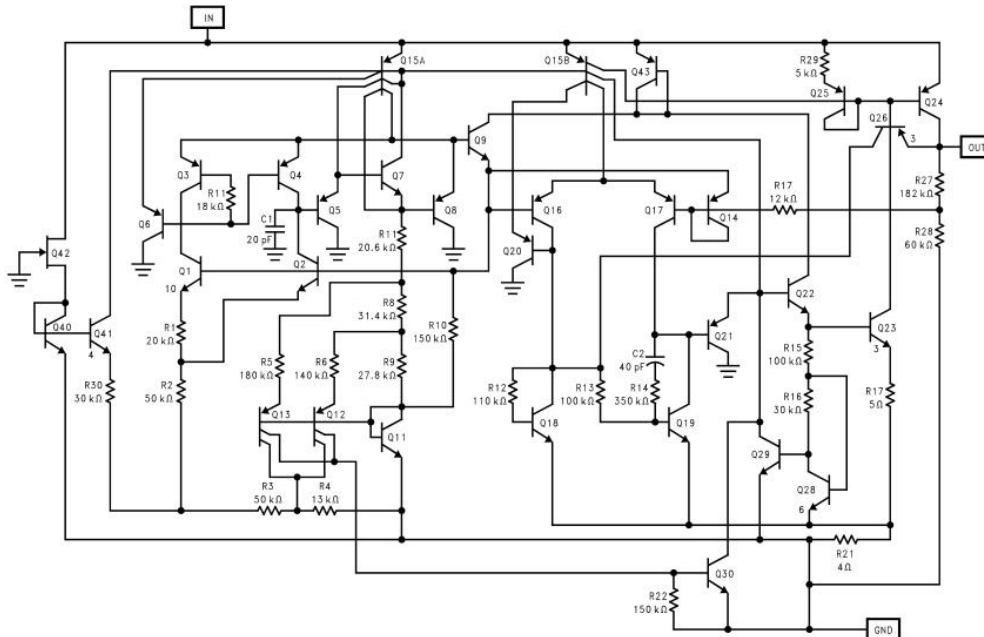 IN
Q15A
Q15B
Q43
R29
5 kΩ
Q25
Q24
Q26
3
OUT
Q9
Q3
Q4
Q7
R11
18 kΩ
Q6
C1
20 pF
Q5
Q8
Q16
Q17
Q14
R17
12 kΩ
R27
182 kΩ
R28
60 kΩ
Q42
Q1
10
Q2
R11
20.6 kΩ
Q20
Q40
Q41
4
R1
20 kΩ
R8
31.4 kΩ
R10
150 kΩ
Q21
Q22
Q23
3
R30
30 kΩ
R2
50 kΩ
R5
180 kΩ
R6
140 kΩ
R9
27.8 kΩ
R12
110 kΩ
R13
100 kΩ
C2
40 pF
R14
350 kΩ
R15
100 kΩ
R16
30 kΩ
R17
5Ω
Q13
Q12
Q11
Q18
Q19
Q29
Q28
6
R3
50 kΩ
R4
13 kΩ
R21
4Ω
Q30
R22
150 kΩ
GND